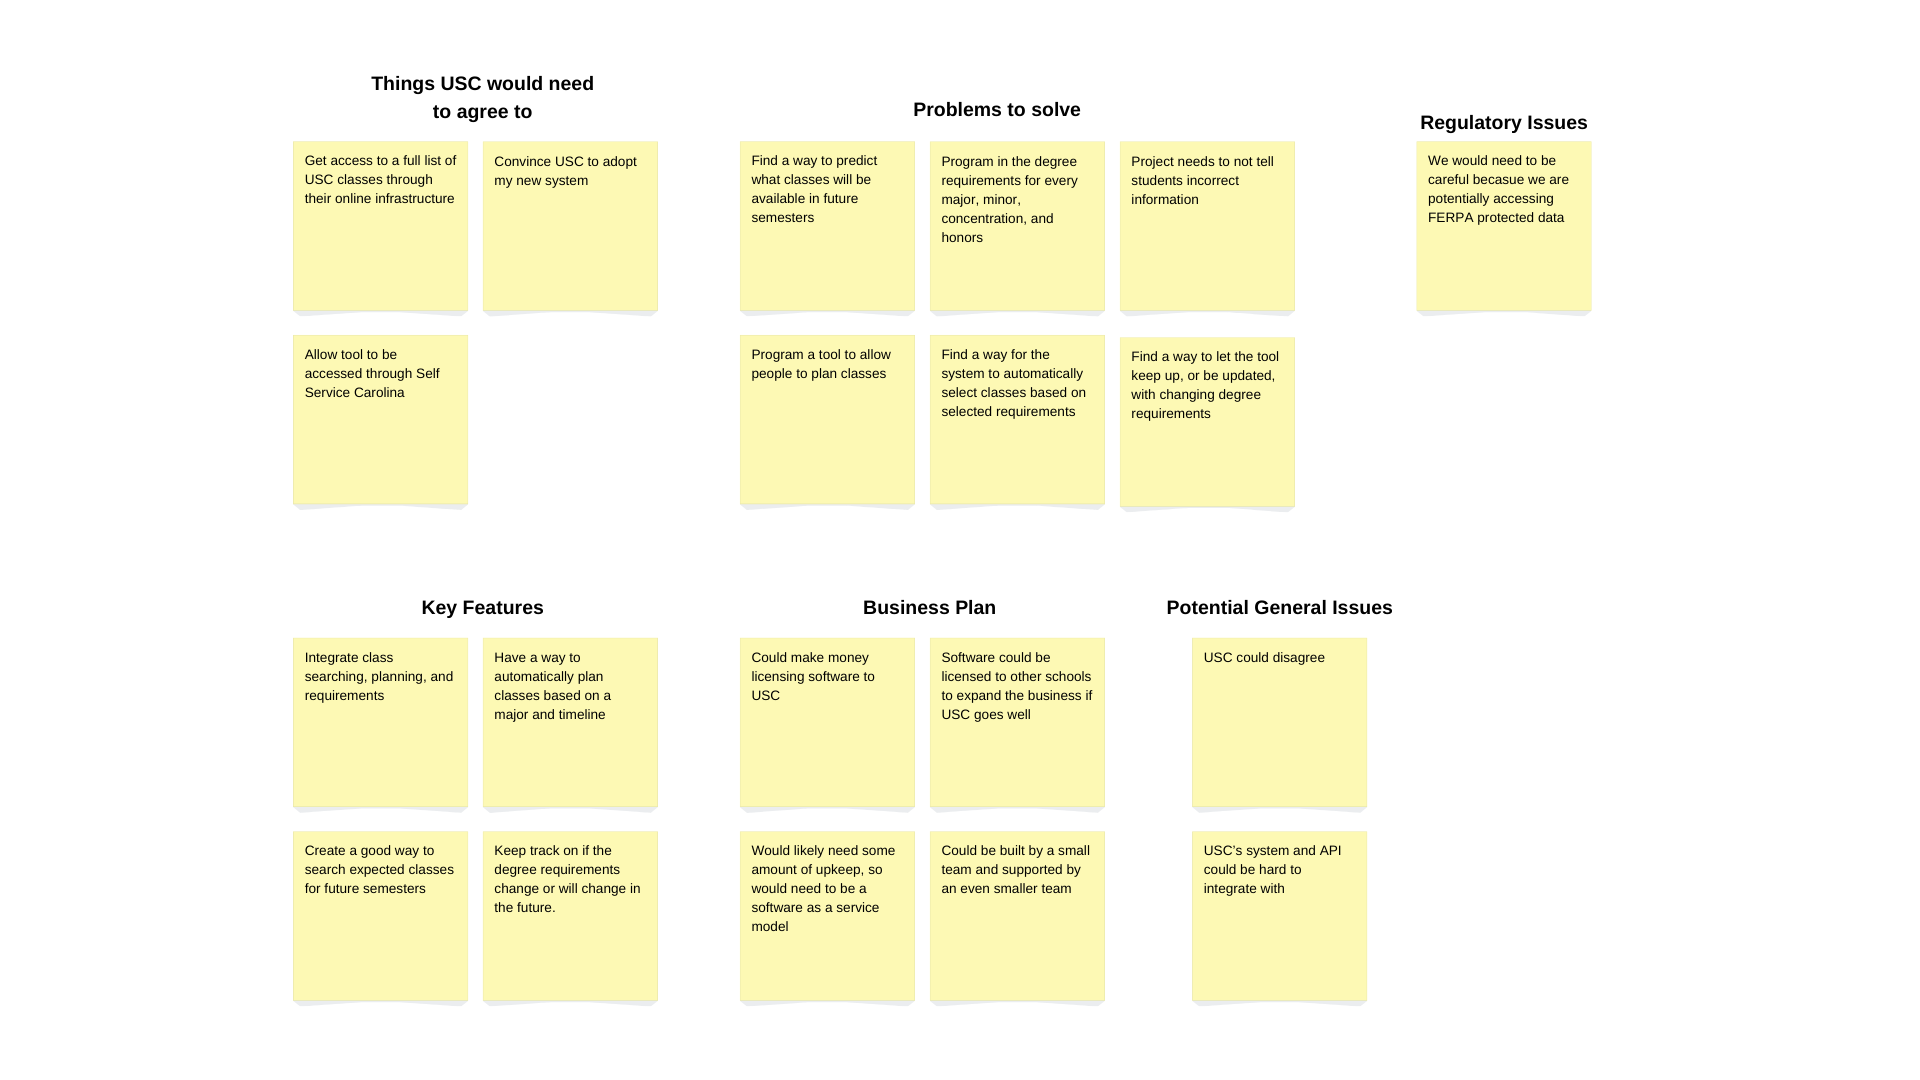 Things USC would need
to agree to
Get access to a full list of
USC classes through
their online infrastructure
Convince USC to adopt
my new system
Allow tool to be
accessed through Self
Service Carolina
Problems to solve
Find a way to predict
what classes will be
available in future
semesters
Program in the degree
requirements for every
major, minor,
concentration, and
honors
Project needs to not tell
students incorrect
information
Program a tool to allow
people to plan classes
Find a way for the
system to automatically
select classes based on
selected requirements
Find a way to let the tool
keep up, or be updated,
with changing degree
requirements
Regulatory Issues
We would need to be
careful becasue we are
potentially accessing
FERPA protected data
Key Features
Integrate class
searching, planning, and
requirements
Have a way to
automatically plan
classes based on a
major and timeline
Create a good way to
search expected classes
for future semesters
Keep track on if the
degree requirements
change or will change in
the future.
Business Plan
Could make money
licensing software to
USC
Software could be
licensed to other schools
to expand the business if
USC goes well
Would likely need some
amount of upkeep, so
would need to be a
software as a service
model
Could be built by a small
team and supported by
an even smaller team
Potential General Issues
USC could disagree
USC's system and API
could be hard to
integrate with